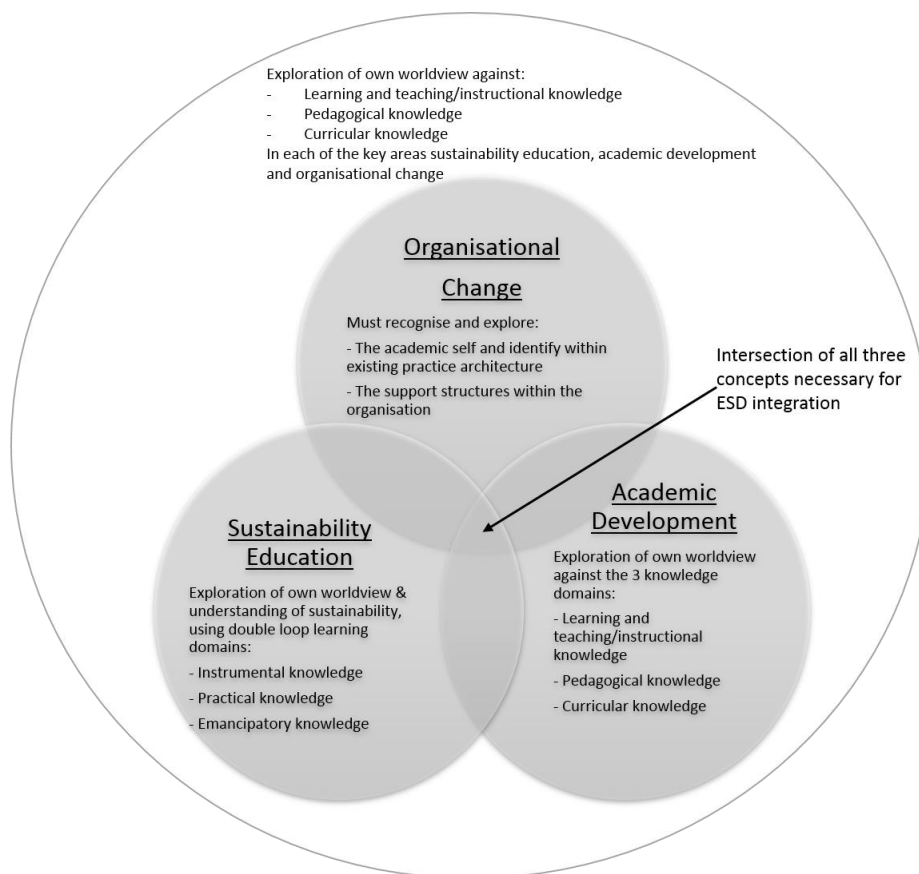 Exploration of own worldview against:
- Learning and teaching/instructional knowledge
- Pedagogical knowledge
- Curricular knowledge
In each of the key areas sustainability education, academic development
and organisational change
Organisational
Change
Must recognise and explore:
- The academic self and identify within
existing practice architecture
- The support structures within the
organisation
Intersection of all three
concepts necessary for
ESD integration
Sustainability
Education
Exploration of own worldview &
understanding of sustainability,
using double loop learning
domains:
- Instrumental knowledge
- Practical knowledge
- Emancipatory knowledge
Academic
Development
Exploration of own worldview
against the 3 knowledge
domains:
- Learning and
teaching/instructional
knowledge
- Pedagogical knowledge
- Curricular knowledge